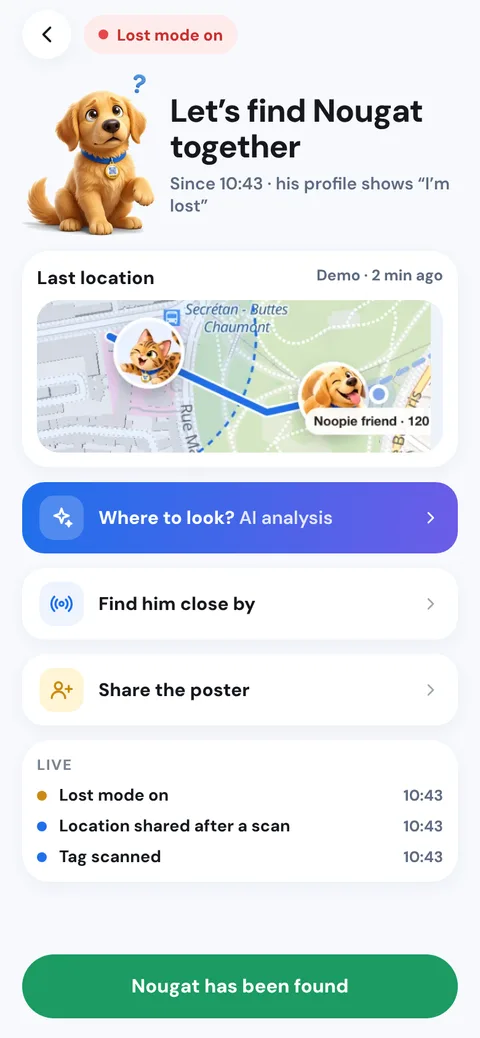 Lost mode on
?
Let’s find Nougat
together
Since 10:43 · his profile shows “I’m
lost”
Last location
Demo · 2 min ago
Secrétan - Buttes
Chaumont
Rue Ma
Noopie friend · 120
Where to look? AI analysis
Find him close by
Share the poster
LIVE
Lost mode on 10:43
Location shared after a scan 10:43
Tag scanned 10:43
Nougat has been found